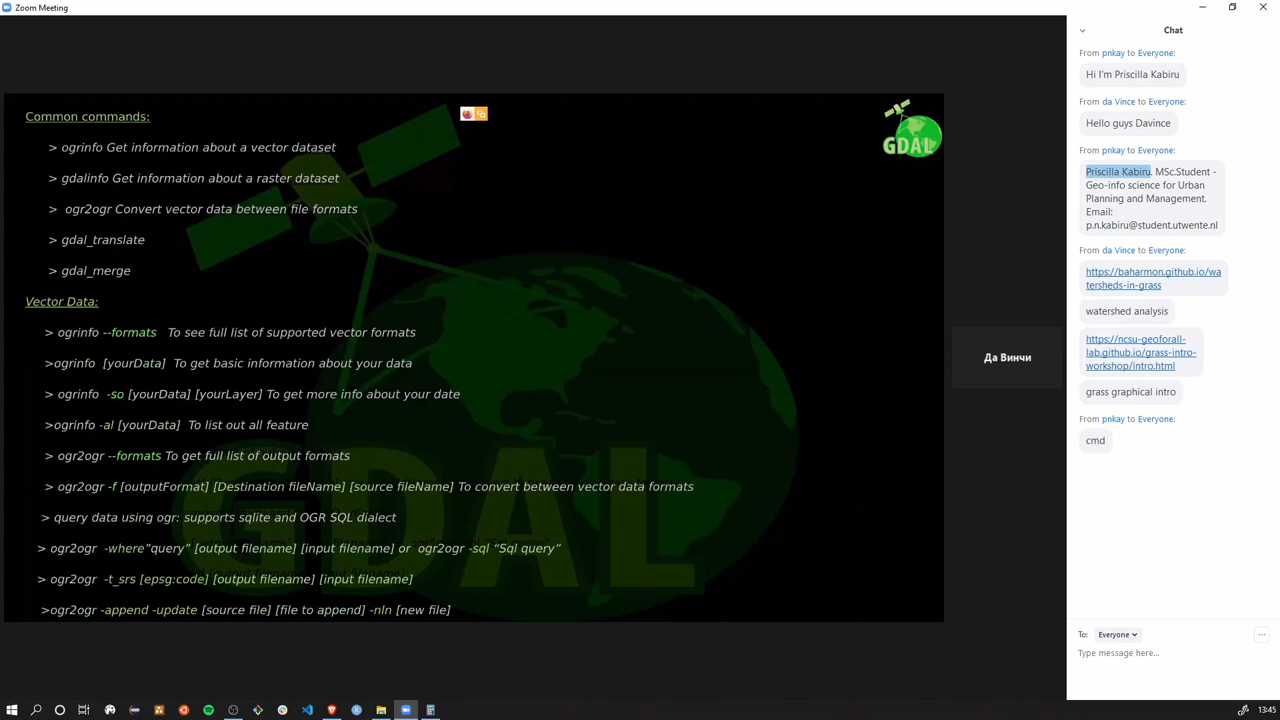 Zoom Meeting
Common commands:
> ogrinfo Get information about a vector dataset
> gdalinfo Get information about a raster dataset
> ogr2ogr Convert vector data between file formats
> gdal_translate
> gdal_merge
Vector Data:
> ogrinfo --formats To see full list of supported vector formats
>ogrinfo [yourData] To get basic information about your data
> ogrinfo -so [yourData] [yourLayer] To get more info about your date
>ogrinfo -al [yourData] To list out all feature
> ogr2ogr --formats To get full list of output formats
> ogr2ogr -f [outputFormat] [Destination fileName] [source fileName] To convert between vector data formats
> query data using ogr: supports sqlite and OGR SQL dialect
> ogr2ogr -where”query” [output filename] [input filename] or ogr2ogr -sql “Sql query”
> ogr2ogr -t_srs [epsg:code] [output filename] [input filename]
>ogr2ogr -append -update [source file] [file to append] -nln [new file]
GDAL
GDAL
Да Винчи
Chat
From pnkay to Everyone:
Hi I'm Priscilla Kabiru
From da Vince to Everyone:
Hello guys Davince
From pnkay to Everyone:
Priscilla Kabiru. MSc.Student -
Geo-info science for Urban
Planning and Management.
Email:
p.n.kabiru@student.utwente.nl
From da Vince to Everyone:
https://baharmon.github.io/wa
tersheds-in-grass
watershed analysis
https://ncsu-geoforall-
lab.github.io/grass-intro-
workshop/intro.html
grass graphical intro
From pnkay to Everyone:
cmd
To: Everyone
Type message here...
13:45